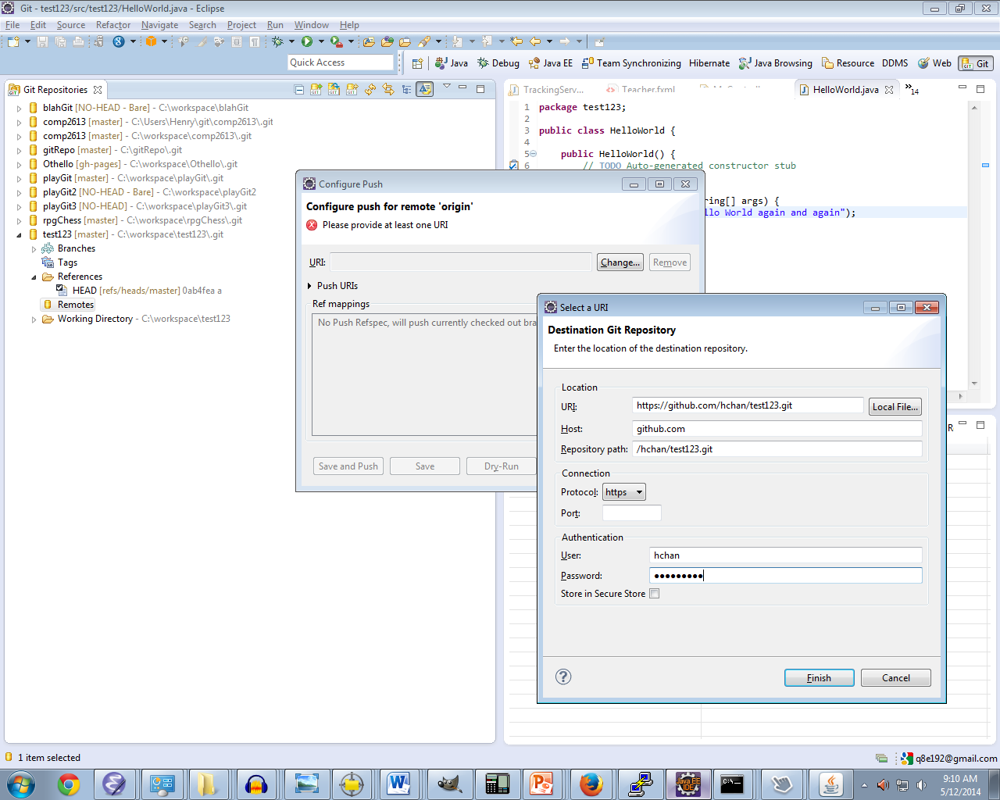 Git - test123/src/test123/HelloWorld.java - Eclipse
File Edit Source Refactor Navigate Search Project Run Window Help
Quick Access
Java Debug Java EE Team Synchronizing Hibernate Java Browsing Resource DDMS Web Git
Git Repositories
blahGit [NO-HEAD - Bare] - C:\workspace\blahGit
comp2613 [master] - C:\Users\Henry\git\comp2613\.git
comp2613 [master] - C:\workspace\comp2613\.git
gitRepo [master] - C:\gitRepo\.git
Othello [gh-pages] - C:\workspace\Othello\.git
playGit [master] - C:\workspace\playGit\.git
playGit2 [NO-HEAD - Bare] - C:\workspace\playGit2
playGit3 [NO-HEAD] - C:\workspace\playGit3\.git
rpgChess [master] - C:\workspace\rpgChess\.git
test123 [master] - C:\workspace\test123\.git
Branches
Tags
References
HEAD [refs/heads/master] 0ab4fea a
Remotes
Working Directory - C:\workspace\test123
TrackingServ... Teacher.fxml HelloWorld.java 14
1 package test123;
2
3 public class HelloWorld {
4
5 public HelloWorld() {
6 // TODO Auto-generated constructor stub
ring[] args) {
llo World again and again");
Configure Push
Configure push for remote 'origin'
Please provide at least one URI
URI: Change... Remove
Push URIs
Ref mappings
No Push Refspec, will push currently checked out bra
Save and Push Save Dry-Run
Select a URI
Destination Git Repository
Enter the location of the destination repository.
Location
URI: https://github.com/hchan/test123.git Local File...
Host: github.com
Repository path: /hchan/test123.git
Connection
Protocol: https
Port:
Authentication
User: hchan
Password: ●●●●●●●●●
Store in Secure Store
Finish Cancel
R
1 item selected
q8e192@gmail.com
Java EE
IDE
C:\_
9:10 AM
5/12/2014